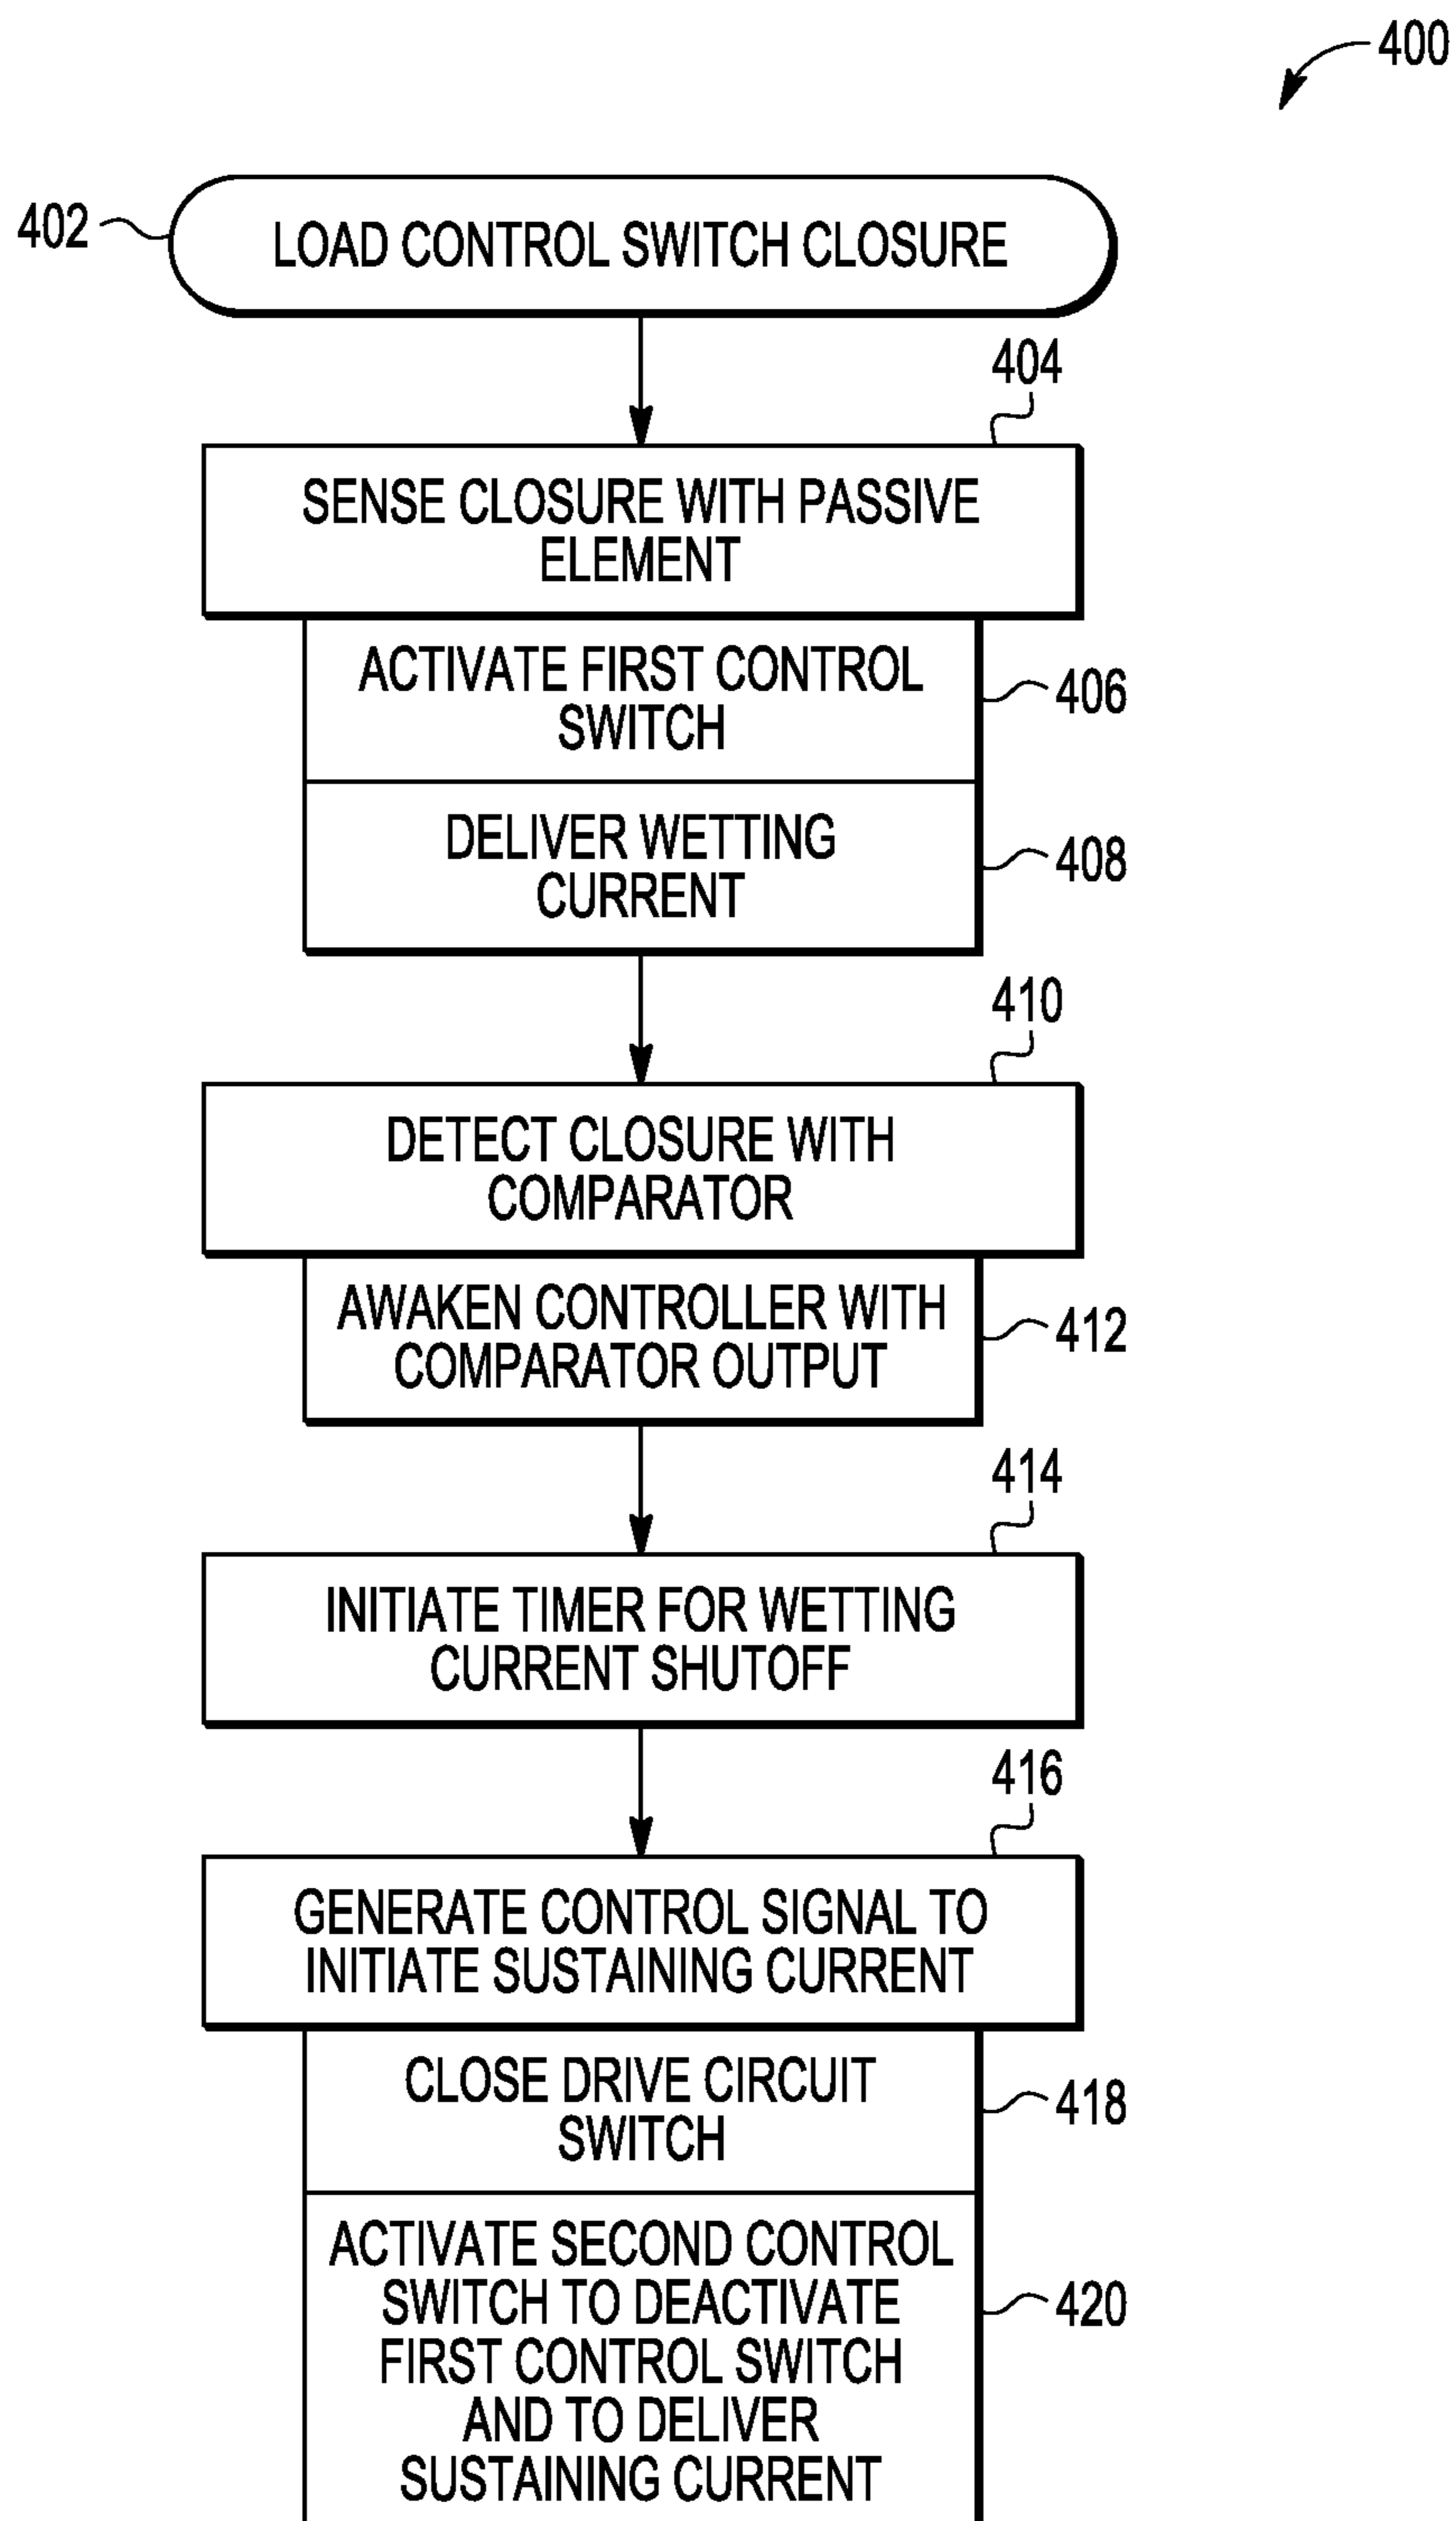 400
402
LOAD CONTROL SWITCH CLOSURE
404
SENSE CLOSURE WITH PASSIVE
ELEMENT
ACTIVATE FIRST CONTROL
SWITCH
406
DELIVER WETTING
CURRENT
408
410
DETECT CLOSURE WITH
COMPARATOR
AWAKEN CONTROLLER WITH
COMPARATOR OUTPUT
412
414
INITIATE TIMER FOR WETTING
CURRENT SHUTOFF
416
GENERATE CONTROL SIGNAL TO
INITIATE SUSTAINING CURRENT
CLOSE DRIVE CIRCUIT
SWITCH
418
ACTIVATE SECOND CONTROL
SWITCH TO DEACTIVATE
FIRST CONTROL SWITCH
AND TO DELIVER
SUSTAINING CURRENT
420